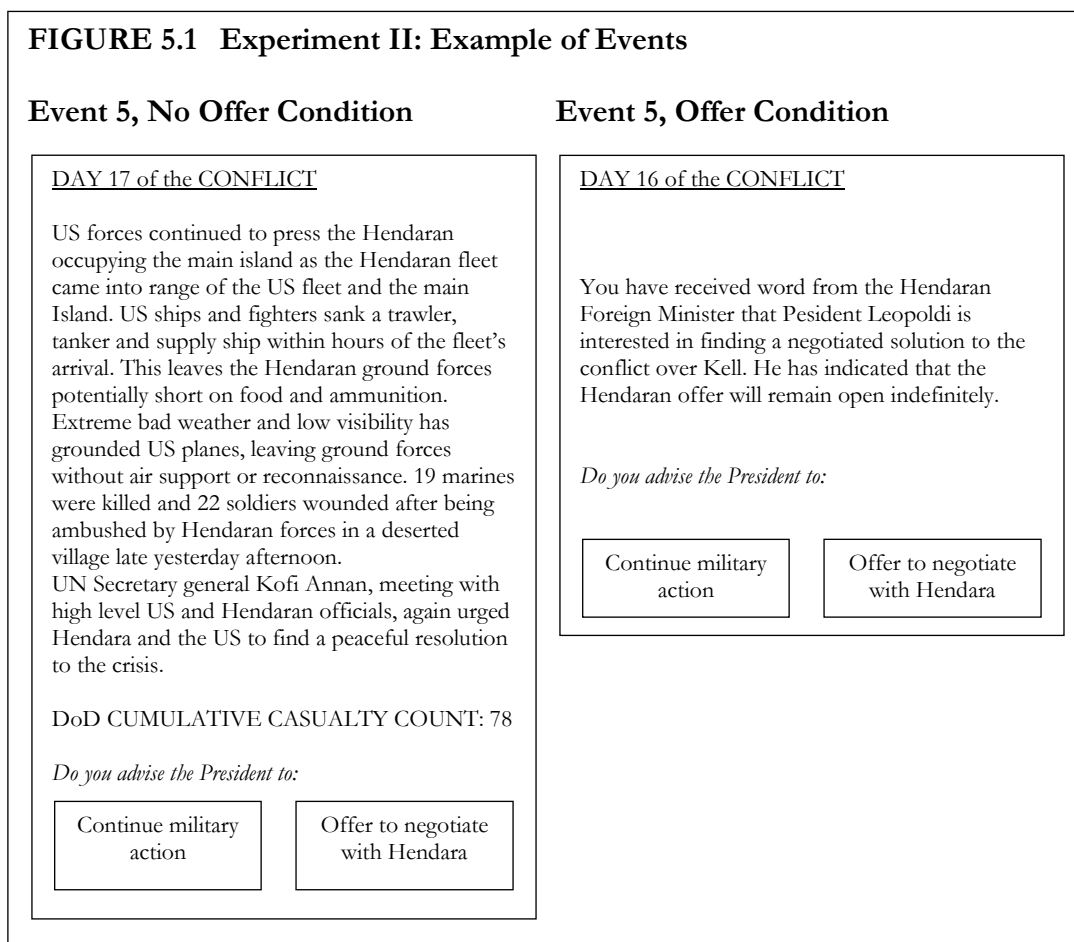 FIGURE 5.1 Experiment II: Example of Events
Event 5, No Offer Condition
DAY 17 of the CONFLICT
US forces continued to press the Hendaran
occupying the main island as the Hendaran fleet
came into range of the US fleet and the main
Island. US ships and fighters sank a trawler,
tanker and supply ship within hours of the fleet's
arrival. This leaves the Hendaran ground forces
potentially short on food and ammunition.
Extreme bad weather and low visibility has
grounded US planes, leaving ground forces
without air support or reconnaissance. 19 marines
were killed and 22 soldiers wounded after being
ambushed by Hendaran forces in a deserted
village late yesterday afternoon.
UN Secretary general Kofi Annan, meeting with
high level US and Hendaran officials, again urged
Hendara and the US to find a peaceful resolution
to the crisis.
DoD CUMULATIVE CASUALTY COUNT: 78
Do you advise the President to:
Continue military
action
Offer to negotiate
with Hendara
Event 5, Offer Condition
DAY 16 of the CONFLICT
You have received word from the Hendaran
Foreign Minister that Pesident Leopoldi is
interested in finding a negotiated solution to the
conflict over Kell. He has indicated that the
Hendaran offer will remain open indefinitely.
Do you advise the President to:
Continue military
action
Offer to negotiate
with Hendara